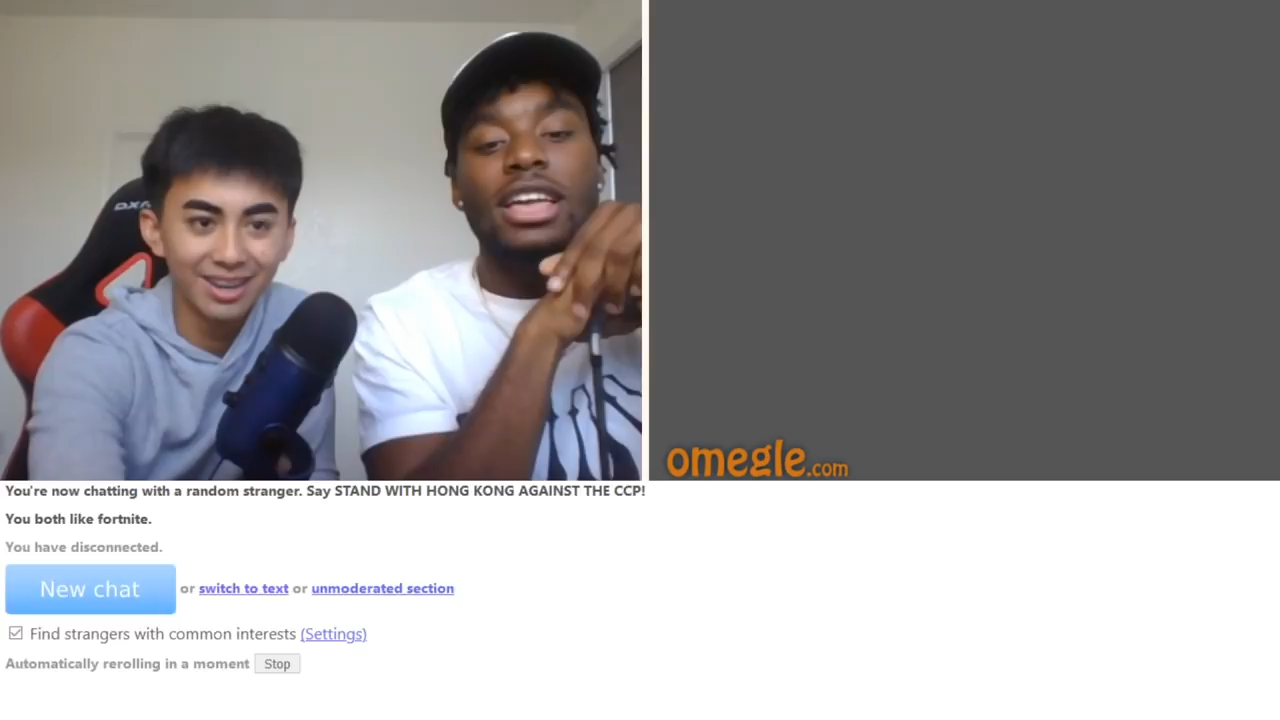 omegle.com
You're now chatting with a random stranger. Say STAND WITH HONG KONG AGAINST THE CCP!
You both like fortnite.
You have disconnected.
New chat or switch to text or unmoderated section
Find strangers with common interests (Settings)
Automatically rerolling in a moment Stop